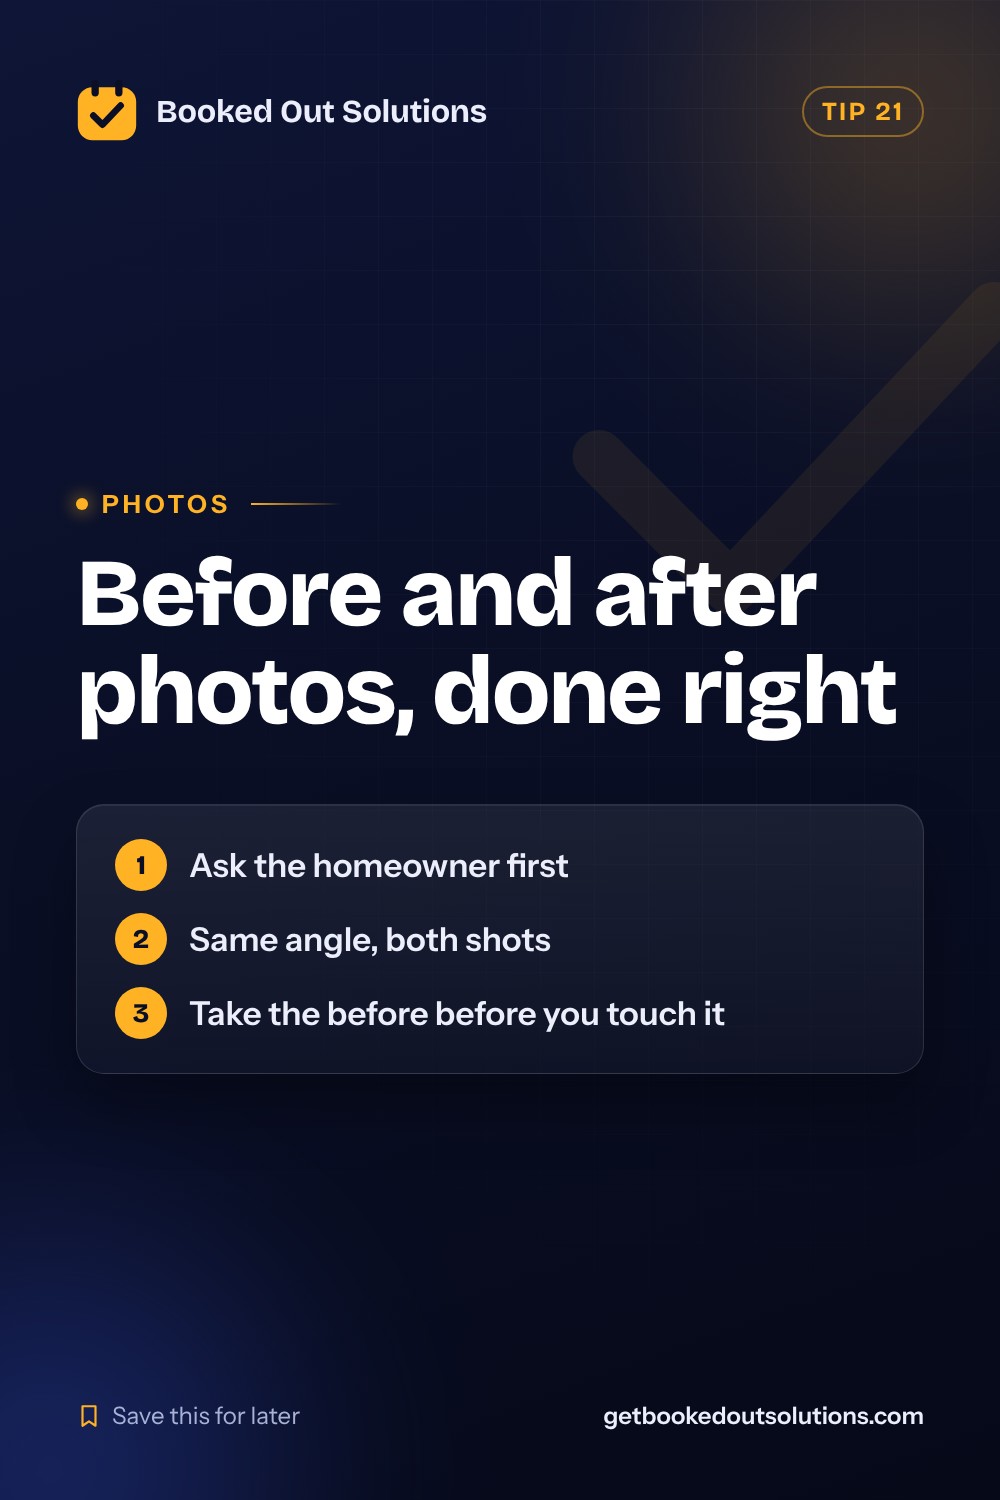 Booked Out Solutions
TIP 21
PHOTOS
Before and after
photos, done right
1 Ask the homeowner first
2 Same angle, both shots
3 Take the before before you touch it
Save this for later
getbookedoutsolutions.com